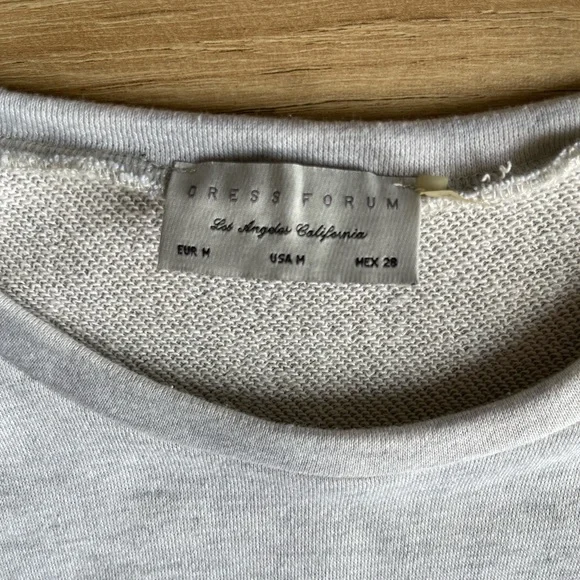 DRESS FORUM
Los Angeles California
EUR M USA M MEX 28